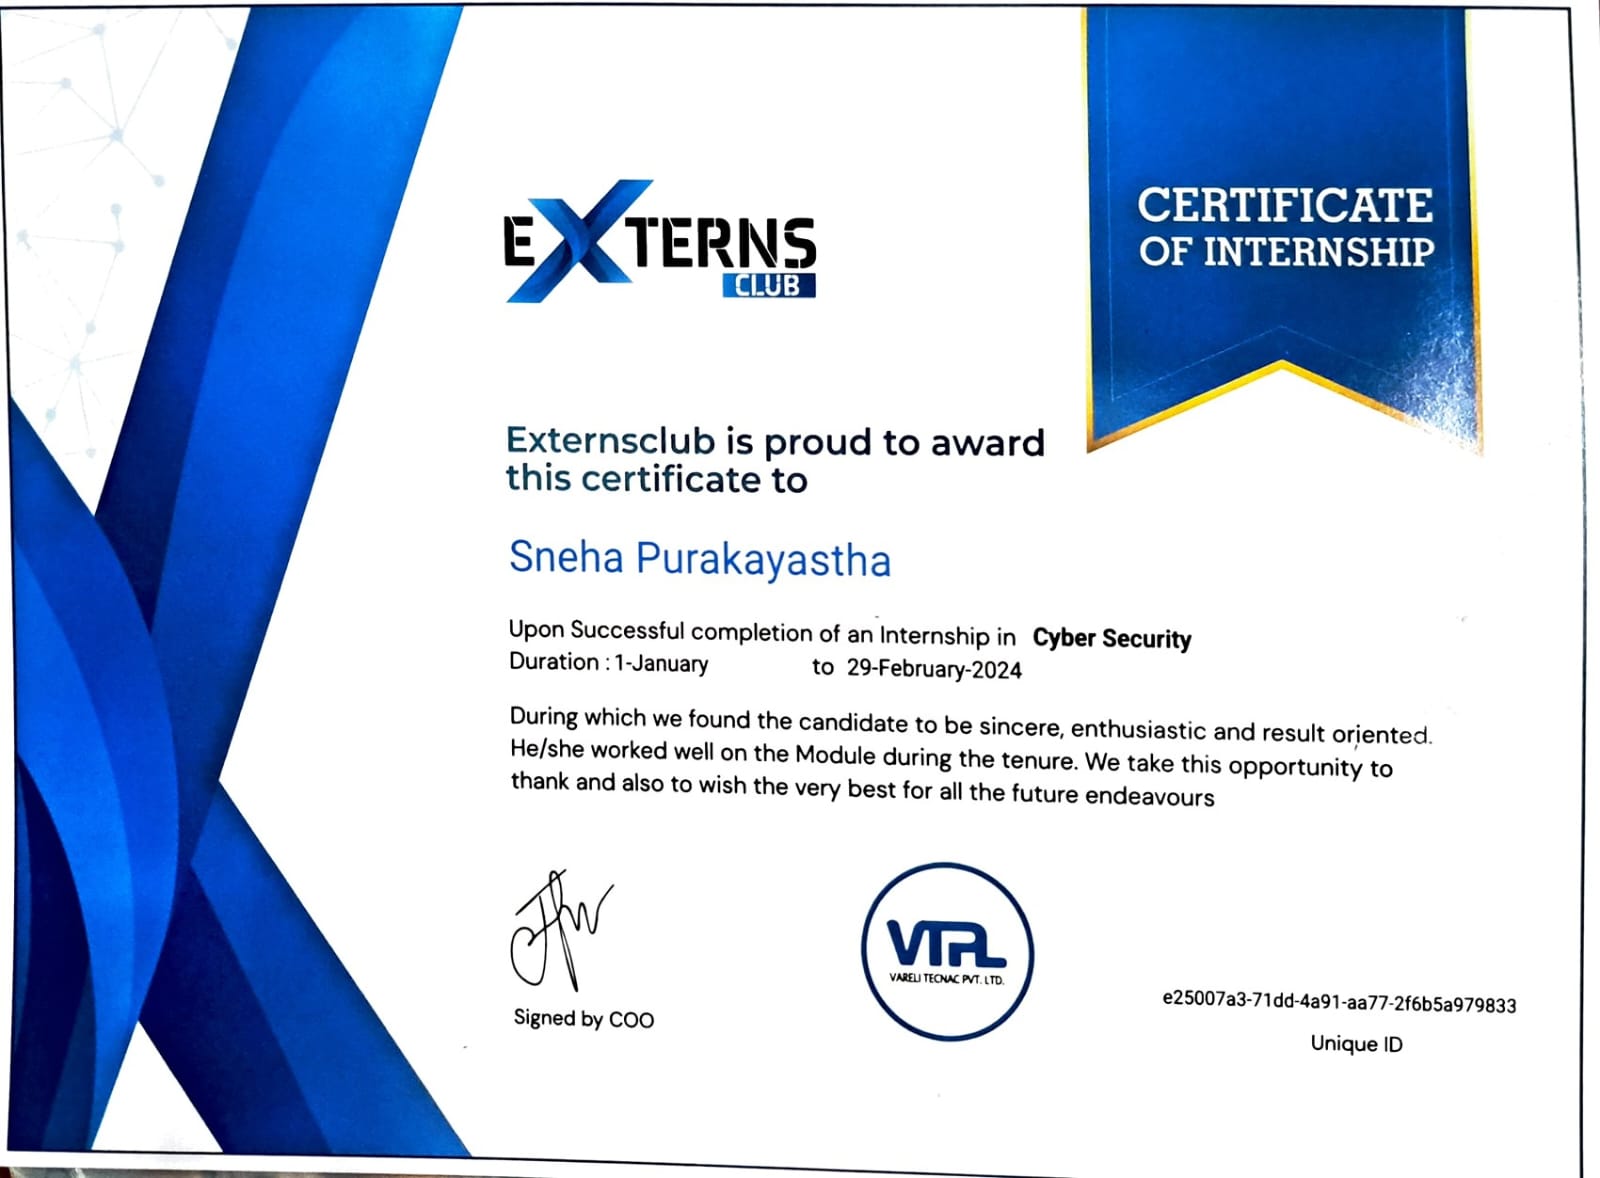 EXTERNS
CLUB
CERTIFICATE
OF INTERNSHIP
Externsclub is proud to award
this certificate to
Sneha Purakayastha
Upon Successful completion of an Internship in Cyber Security
Duration : 1-January to 29-February-2024
During which we found the candidate to be sincere, enthusiastic and result oriented.
He/she worked well on the Module during the tenure. We take this opportunity to
thank and also to wish the very best for all the future endeavours
Signed by COO
VTPL
VARELI TECNAC PVT. LTD.
e25007a3-71dd-4a91-aa77-2f6b5a979833
Unique ID